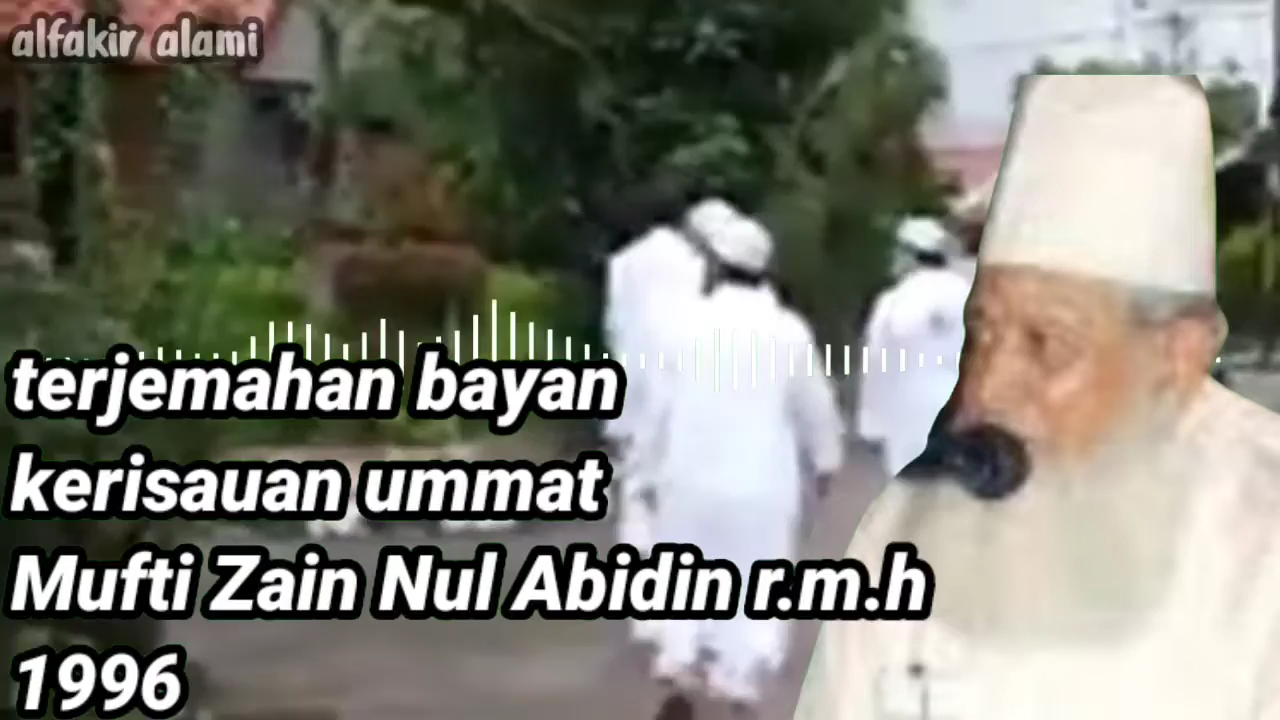 alfakir alami
terjemahan bayan
kerisauan ummat
Mufti Zain Nul Abidin r.m.h
1996